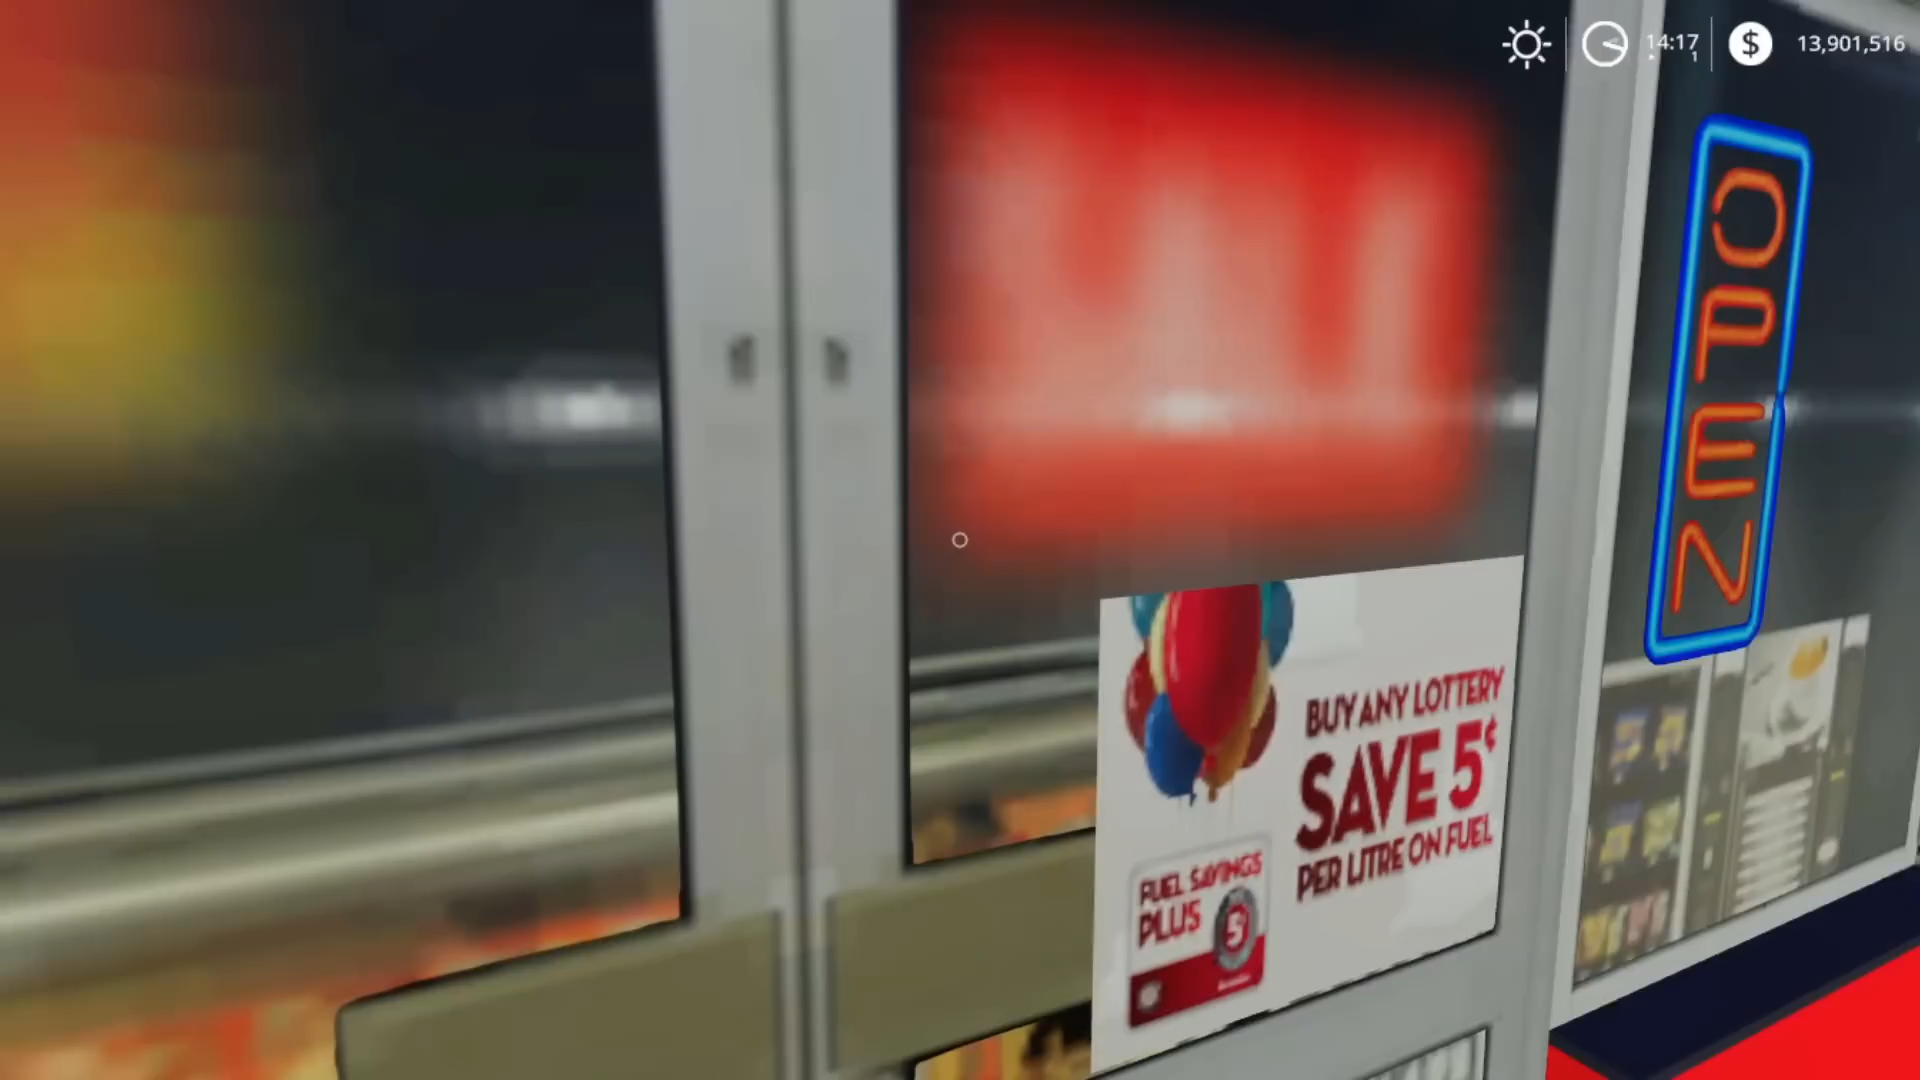 14:17
1
13,901,516
OPEN
BUY ANY LOTTERY
SAVE 5¢
PER LITRE ON FUEL
FUEL SAVINGS
PLUS
5¢